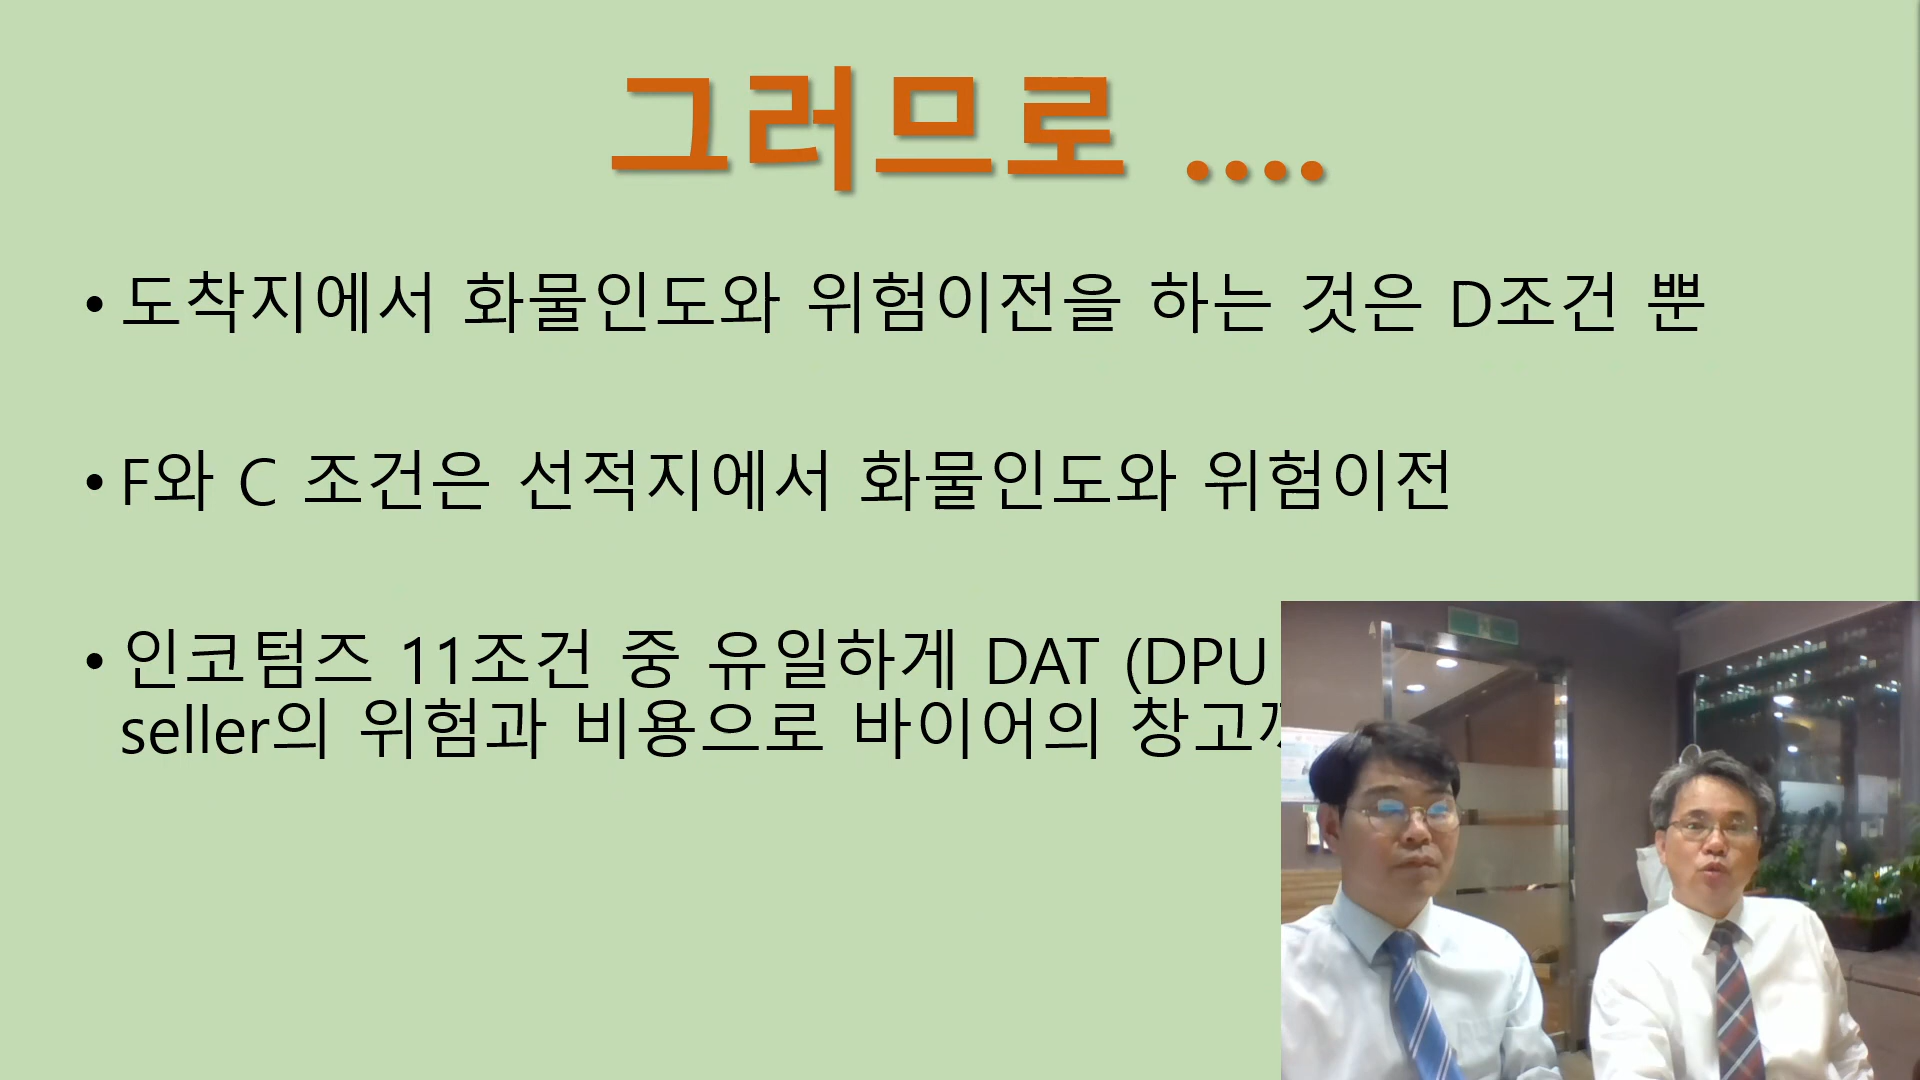 그러므로 ....
• 도착지에서 화물인도와 위험이전을 하는 것은 D조건 뿐
• F와 C 조건은 선적지에서 화물인도와 위험이전
• 인코텀즈 11조건 중 유일하게 DAT (DPU
seller의 위험과 비용으로 바이어의